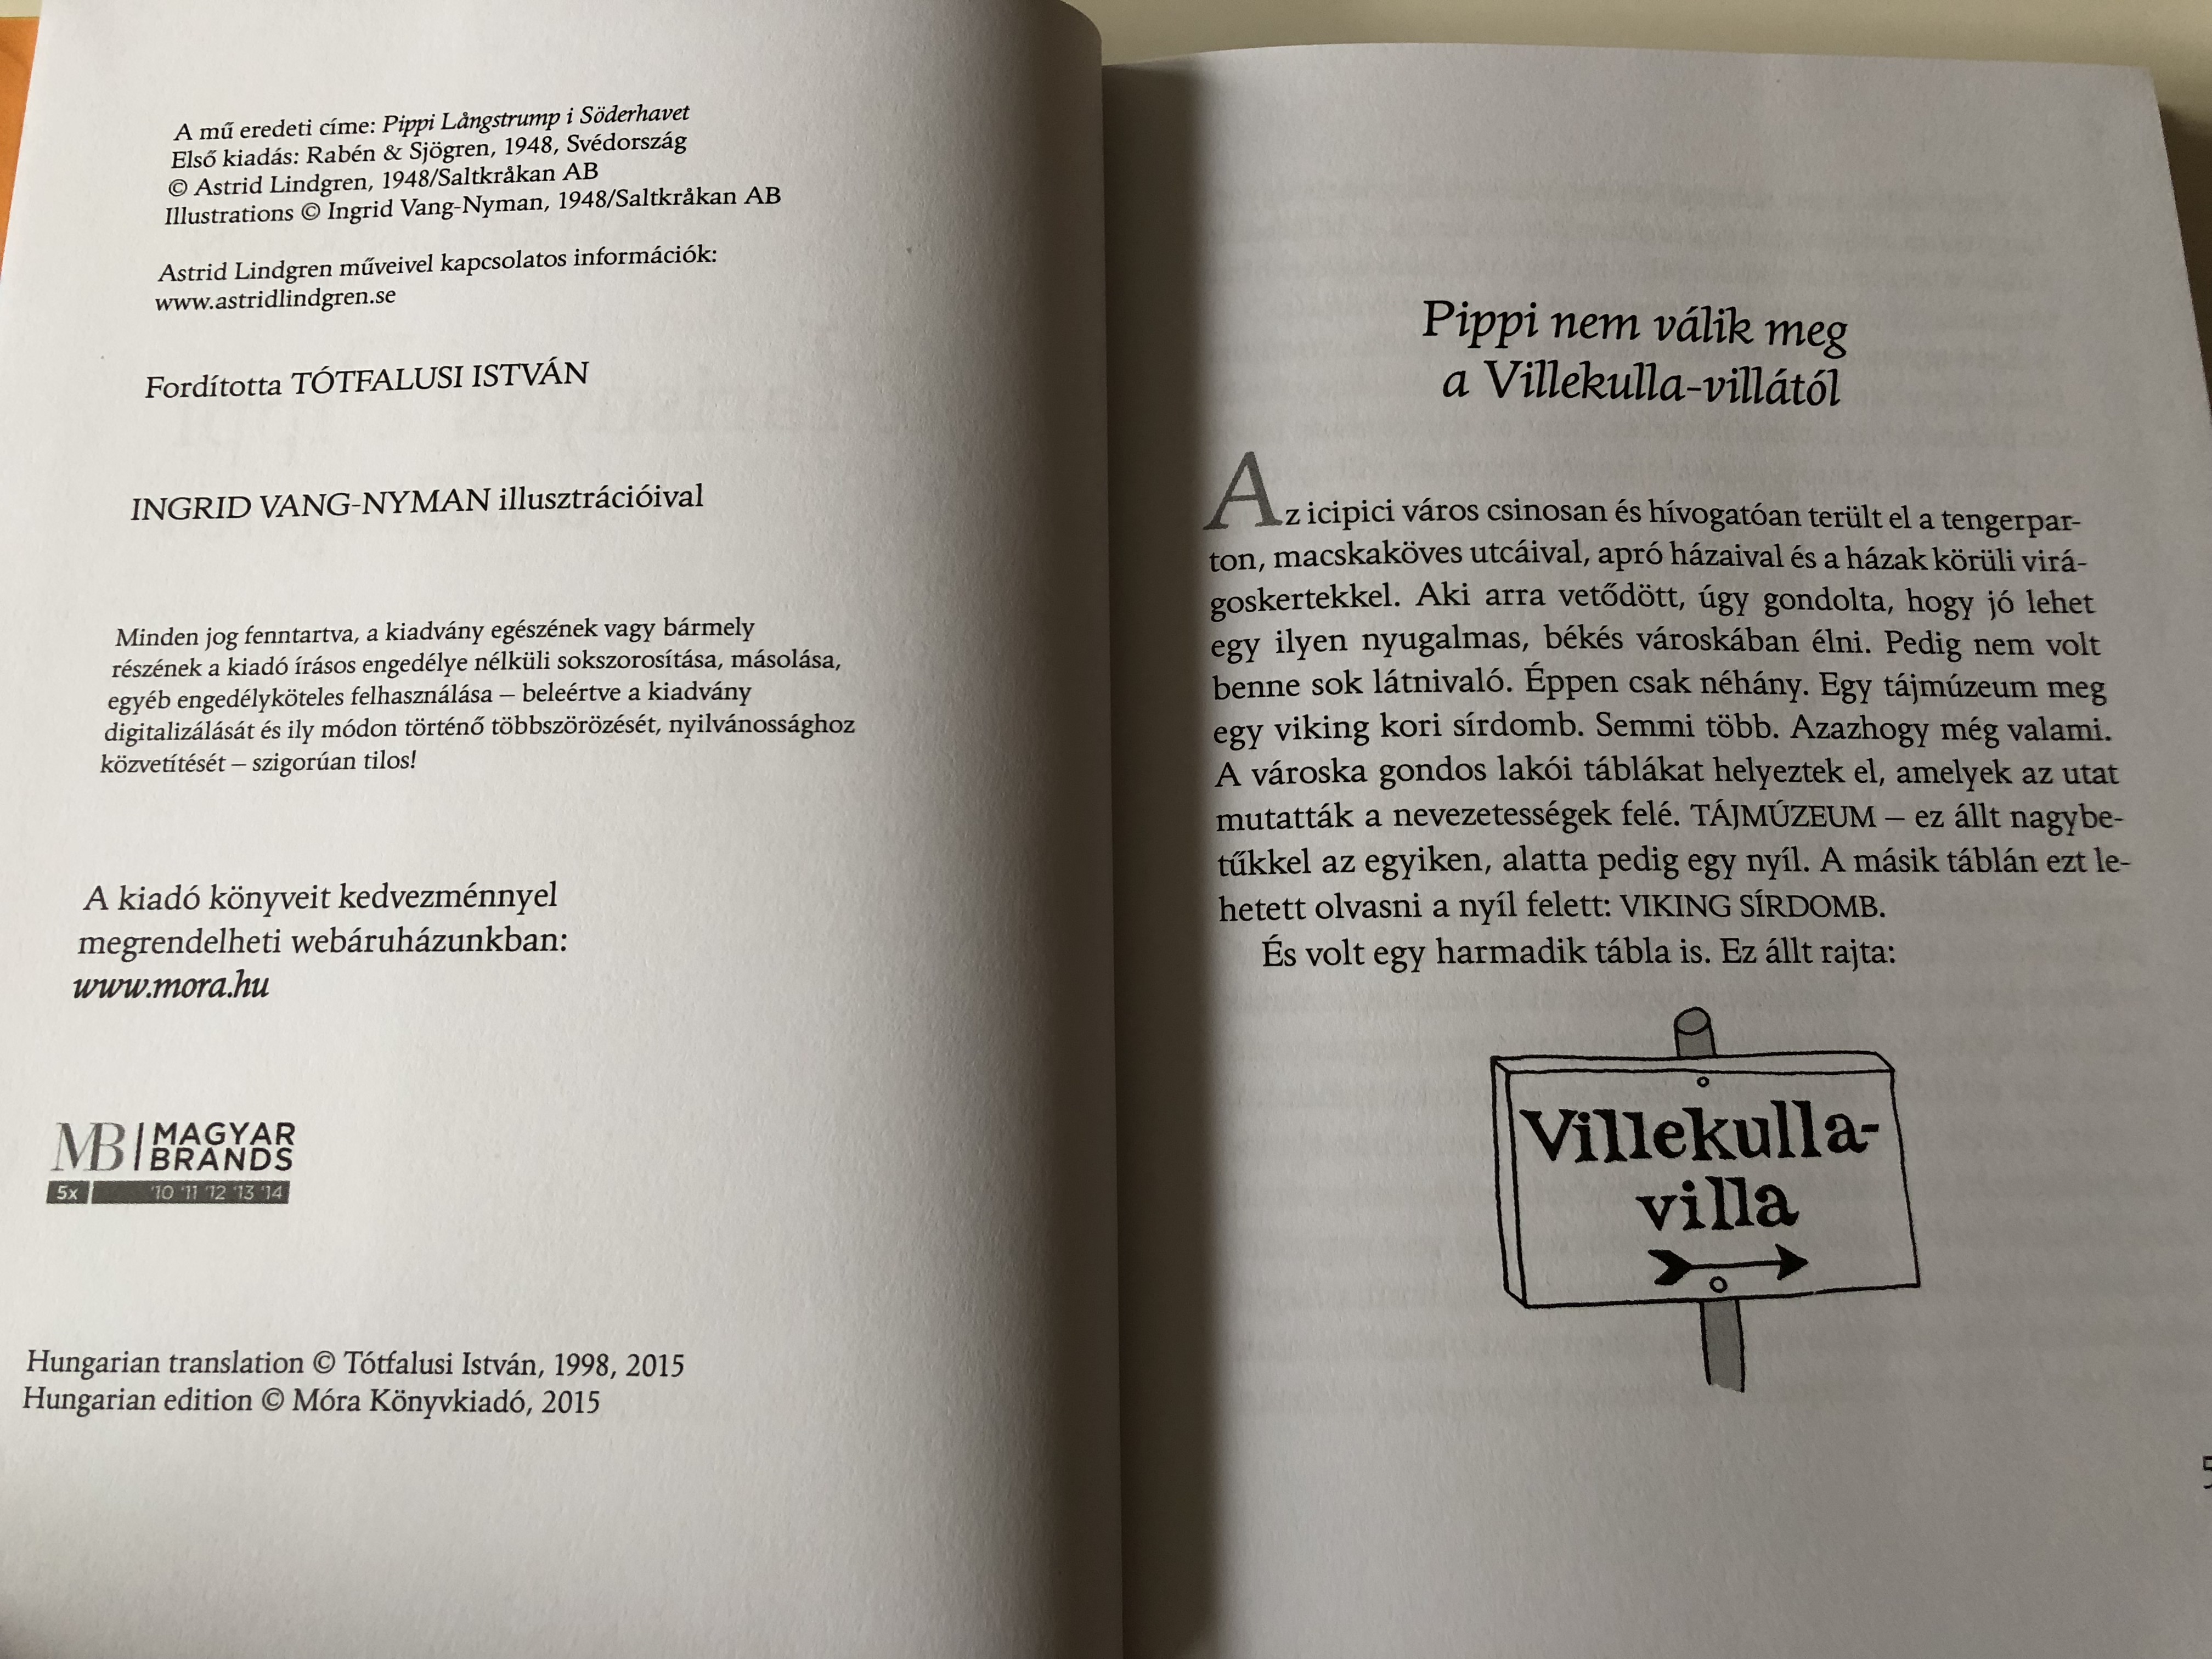 A mű eredeti címe: Pippi Långstrump i Söderhavet
Első kiadás: Rabén & Sjögren, 1948, Svédország
© Astrid Lindgren, 1948/Saltkråkan AB
Illustrations © Ingrid Vang-Nyman, 1948/Saltkråkan AB
Astrid Lindgren műveivel kapcsolatos információk:
www.astridlindgren.se
Fordította TÓTFALUSI ISTVÁN
INGRID VANG-NYMAN illusztrációival
Minden jog fenntartva, a kiadvány egészének vagy bármely
részének a kiadó írásos engedélye nélküli sokszorosítása, másolása,
egyéb engedélyköteles felhasználása – beleértve a kiadvány
digitalizálását és ily módon történő többszörözését, nyilvánossághoz
közvetítését – szigorúan tilos!
A kiadó könyveit kedvezménnyel
megrendelheti webáruházunkban:
www.mora.hu
MB MAGYAR
BRANDS
5x '10 '11 '12 '13 '14
Hungarian translation © Tótfalusi István, 1998, 2015
Hungarian edition © Móra Könyvkiadó, 2015
Pippi nem válik meg
a Villekulla-villától
Az icipici város csinosan és hívogatóan terült el a tengerpar-
ton, macskaköves utcáival, apró házaival és a házak körüli virá-
goskertekkel. Aki arra vetődött, úgy gondolta, hogy jó lehet
egy ilyen nyugalmas, békés városkában élni. Pedig nem volt
benne sok látnivaló. Éppen csak néhány. Egy tájmúzeum meg
egy viking kori sírdomb. Semmi több. Azazhogy még valami.
A városka gondos lakói táblákat helyeztek el, amelyek az utat
mutatták a nevezetességek felé. TÁJMÚZEUM – ez állt nagybe-
tűkkel az egyiken, alatta pedig egy nyíl. A másik táblán ezt le-
hetett olvasni a nyíl felett: VIKING SÍRDOMB.
És volt egy harmadik tábla is. Ez állt rajta:
Villekulla-
villa
5